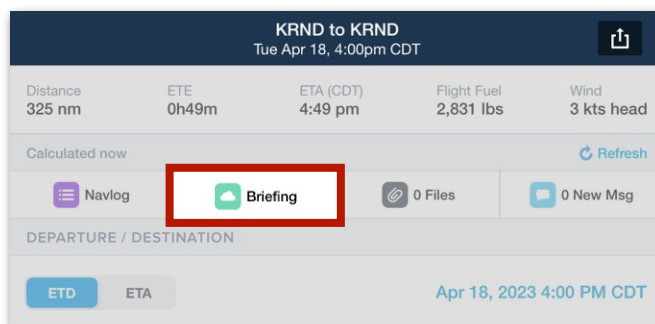 KRND to KRND
Tue Apr 18, 4:00pm CDT
Distance ETE ETA (CDT) Flight Fuel Wind
325 nm 0h49m 4:49 pm 2,831 lbs 3 kts head
Calculated now Refresh
Navlog Briefing 0 Files 0 New Msg
DEPARTURE / DESTINATION
ETD ETA Apr 18, 2023 4:00 PM CDT